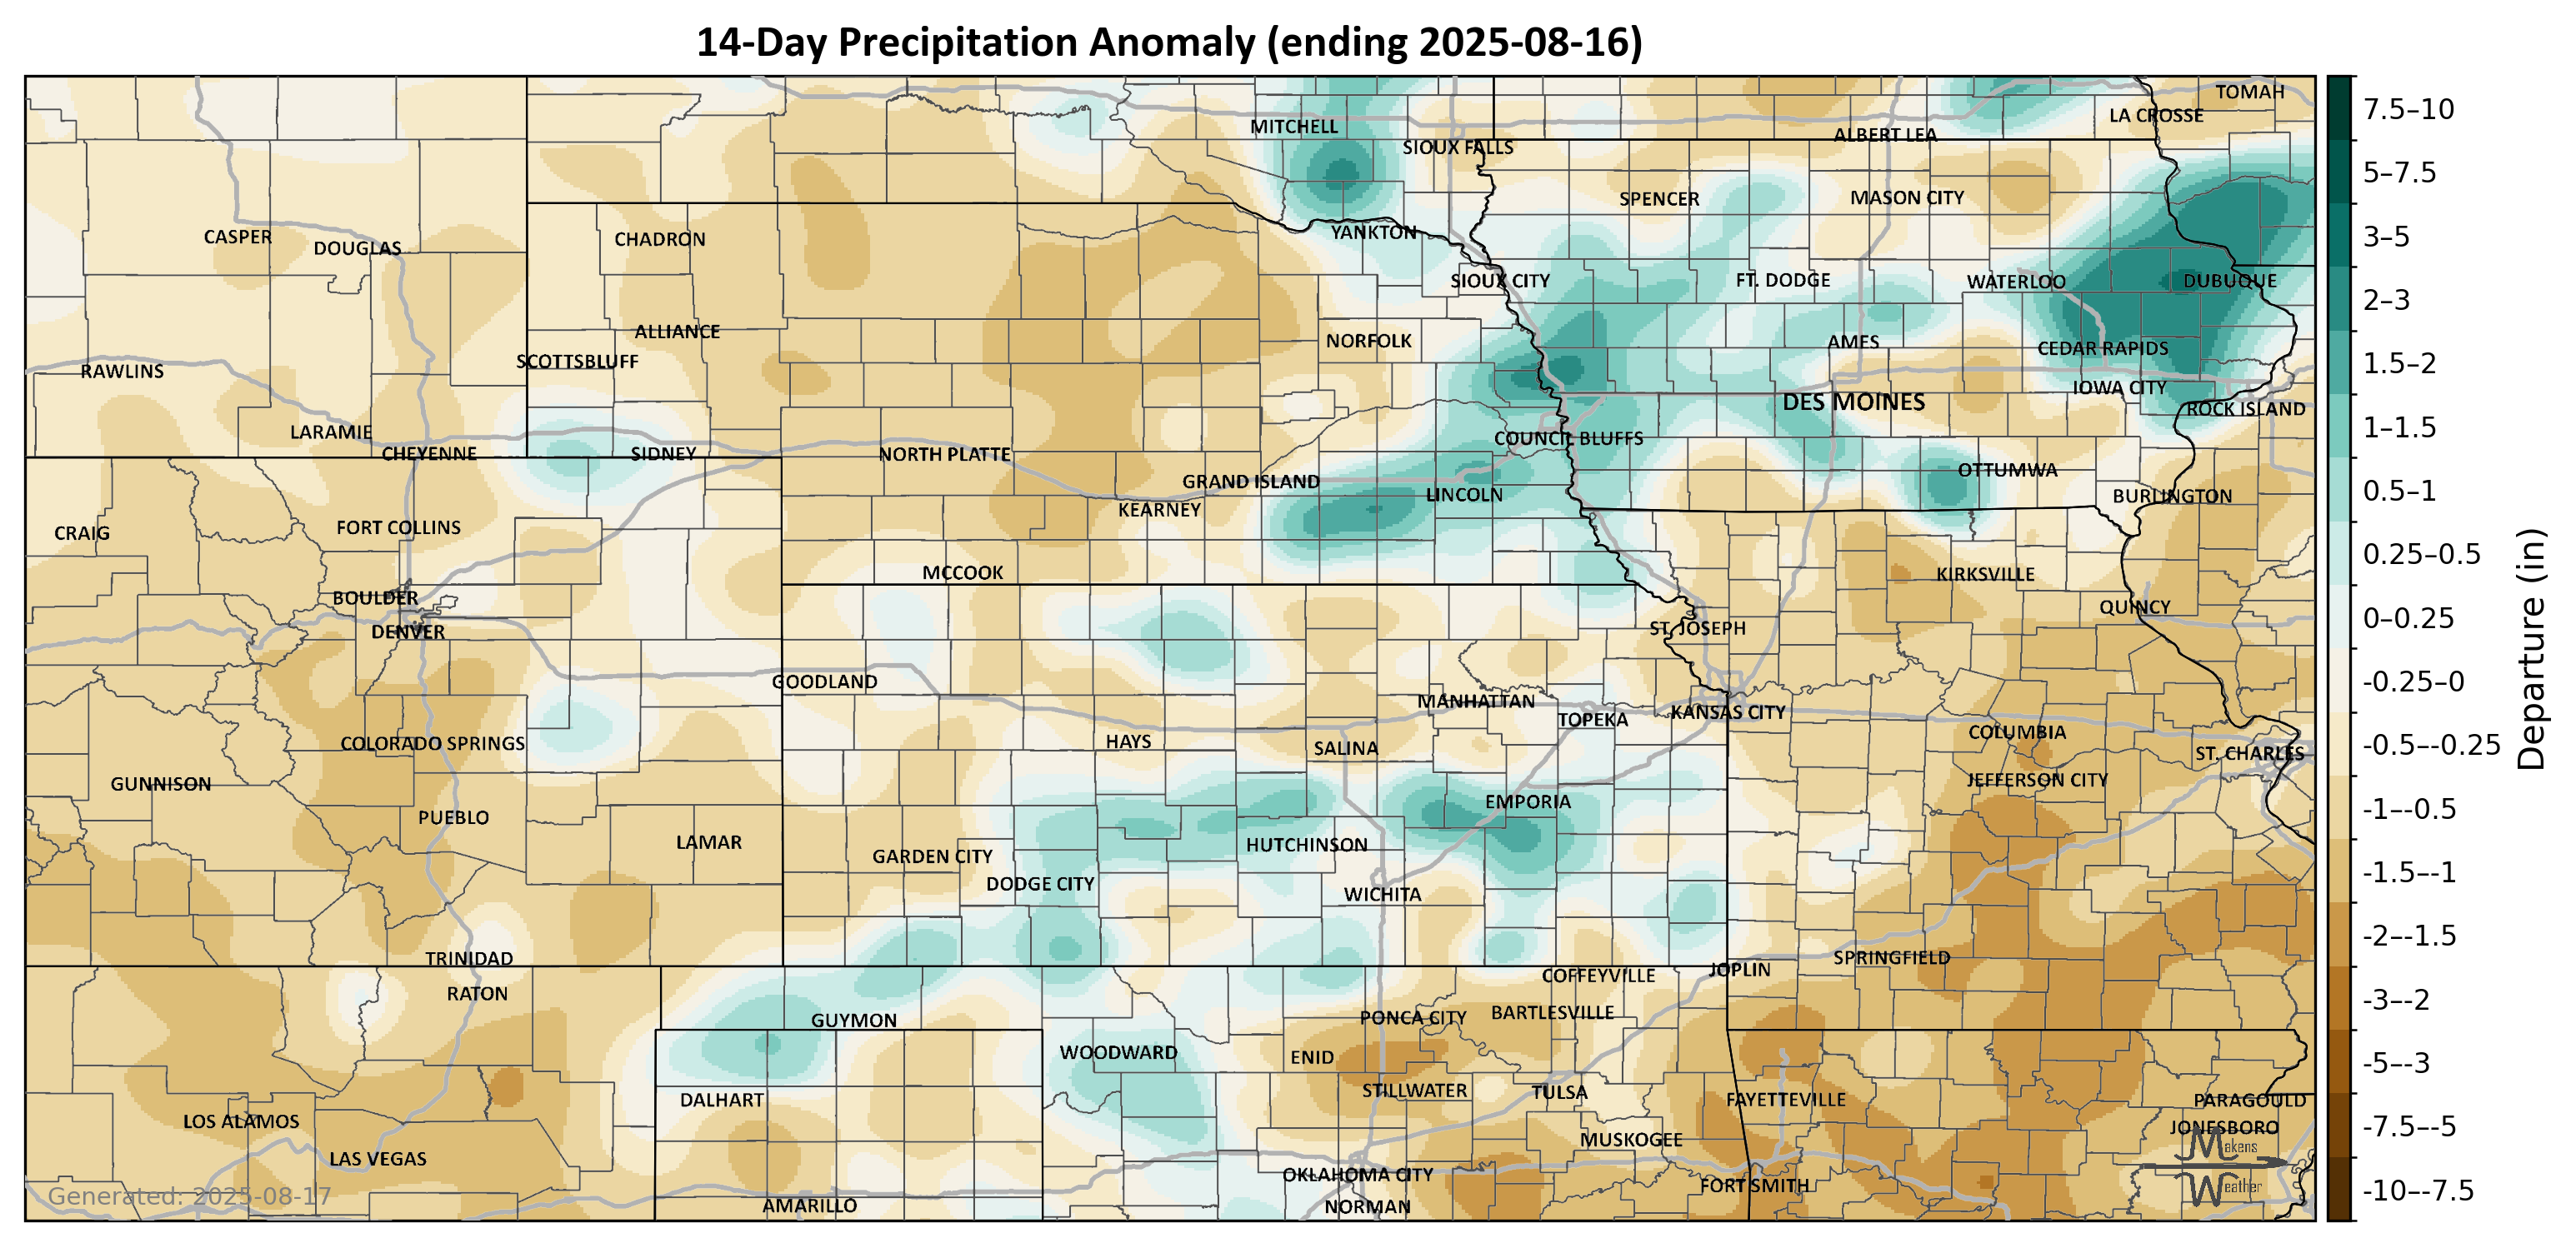 14-Day Precipitation Anomaly (ending 2025-08-16)
TOMAH
LA CROSSE
MITCHELL
ALBERT LEA
SIOUX FALLS
SPENCER
MASON CITY
YANKTON
CASPER
CHADRON
DOUGLAS
SIOUX CITY
FT. DODGE
WATERLOO
DUBUQUE
ALLIANCE
NORFOLK
AMES
CEDAR RAPIDS
SCOTTSBLUFF
RAWLINS
IOWA CITY
DES MOINES
ROCK ISLAND
LARAMIE
COUNCIL BLUFFS
CHEYENNE
SIDNEY
NORTH PLATTE
OTTUMWA
GRAND ISLAND
LINCOLN
BURLINGTON
KEARNEY
CRAIG
FORT COLLINS
MCCOOK
KIRKSVILLE
BOULDER
QUINCY
DENVER
ST. JOSEPH
GOODLAND
MANHATTAN
KANSAS CITY
TOPEKA
COLUMBIA
COLORADO SPRINGS
HAYS
SALINA
ST. CHARLES
GUNNISON
JEFFERSON CITY
EMPORIA
PUEBLO
LAMAR
HUTCHINSON
GARDEN CITY
DODGE CITY
WICHITA
TRINIDAD
SPRINGFIELD
COFFEYVILLE
JOPLIN
RATON
GUYMON
PONCA CITY
BARTLESVILLE
WOODWARD
ENID
STILLWATER
TULSA
DALHART
FAYETTEVILLE
PARAGOULD
LOS ALAMOS
JONESBORO
MUSKOGEE
LAS VEGAS
OKLAHOMA CITY
FORT SMITH
AMARILLO
NORMAN
Generated: 2025-08-17
Makens
Weather
7.5–10
5–7.5
3–5
2–3
1.5–2
1–1.5
0.5–1
0.25–0.5
0–0.25
-0.25–0
-0.5–-0.25
-1–-0.5
-1.5–-1
-2–-1.5
-3–-2
-5–-3
-7.5–-5
-10–-7.5
Departure (in)